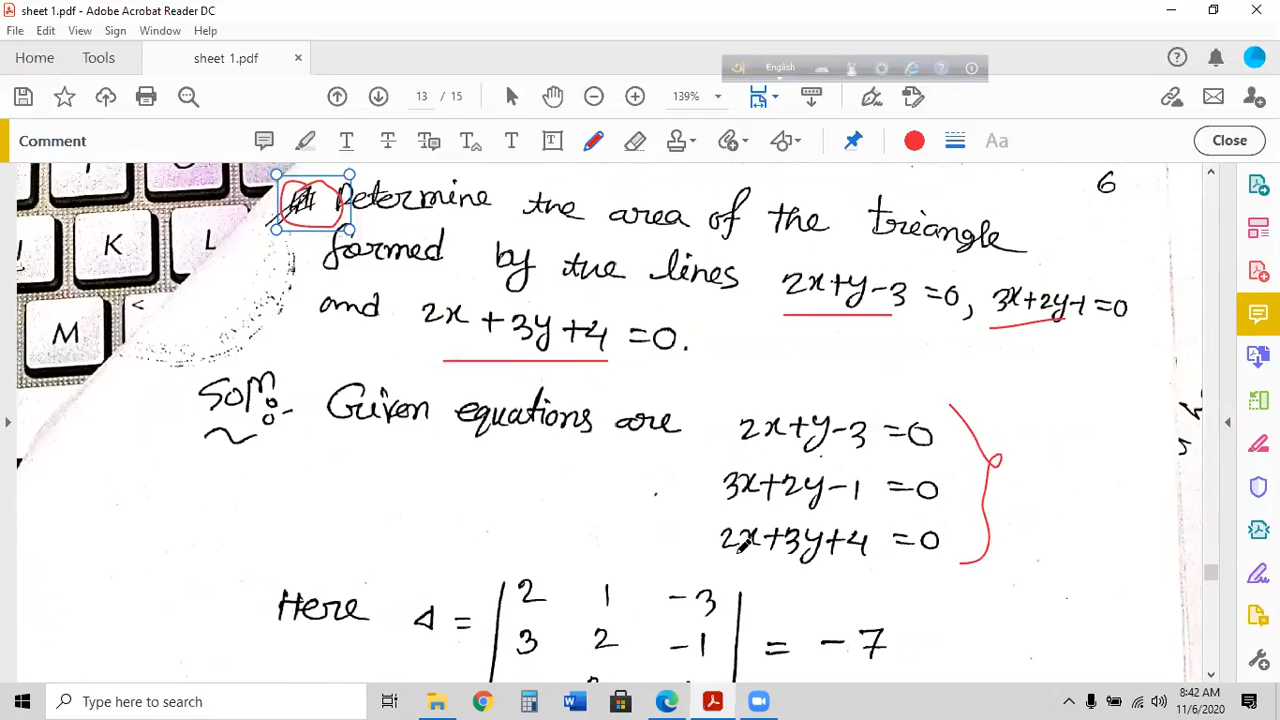 sheet 1.pdf - Adobe Acrobat Reader DC
File Edit View Sign Window Help
Home Tools sheet 1.pdf
English
13 / 15 139%
Comment
Close
6
# Determine the area of the triangle
formed by the lines 2x+y-3=0, 3x+2y-1=0
and 2x+3y+4=0.
K L
M <
Soln:- Given equations are 2x+y-3=0
3x+2y-1=0
2x+3y+4=0
Here Δ = | 2 1 -3
3 2 -1 | = -7
Type here to search
8:42 AM
11/6/2020